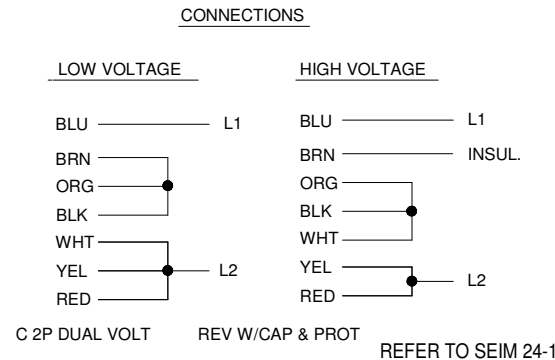 CONNECTIONS
LOW VOLTAGE
BLU L1
BRN
ORG
BLK
WHT
YEL L2
RED
HIGH VOLTAGE
BLU L1
BRN INSUL.
ORG
BLK
WHT
YEL
L2
RED
C 2P DUAL VOLT REV W/CAP & PROT
REFER TO SEIM 24-1